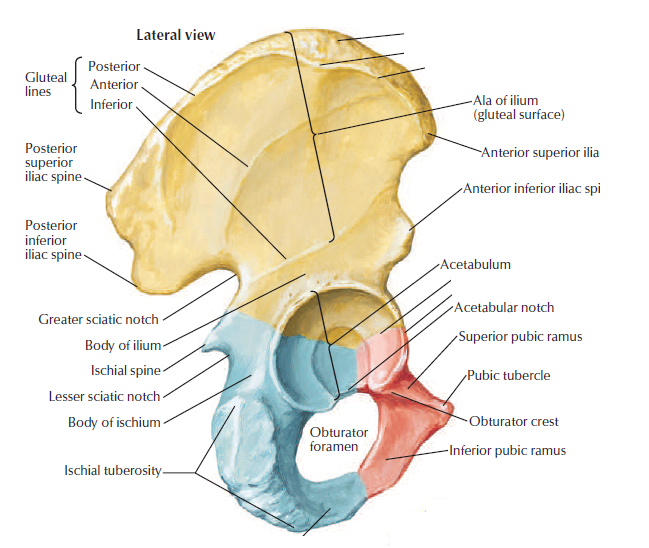 Lateral view
Gluteal
lines
Posterior
Anterior
Inferior
Posterior
superior
iliac spine
Posterior
inferior
iliac spine
Greater sciatic notch
Body of ilium
Ischial spine
Lesser sciatic notch
Body of ischium
Ischial tuberosity
Obturator
foramen
Ala of ilium
(gluteal surface)
Anterior superior ilia
Anterior inferior iliac spi
Acetabulum
Acetabular notch
Superior pubic ramus
Pubic tubercle
Obturator crest
Inferior pubic ramus